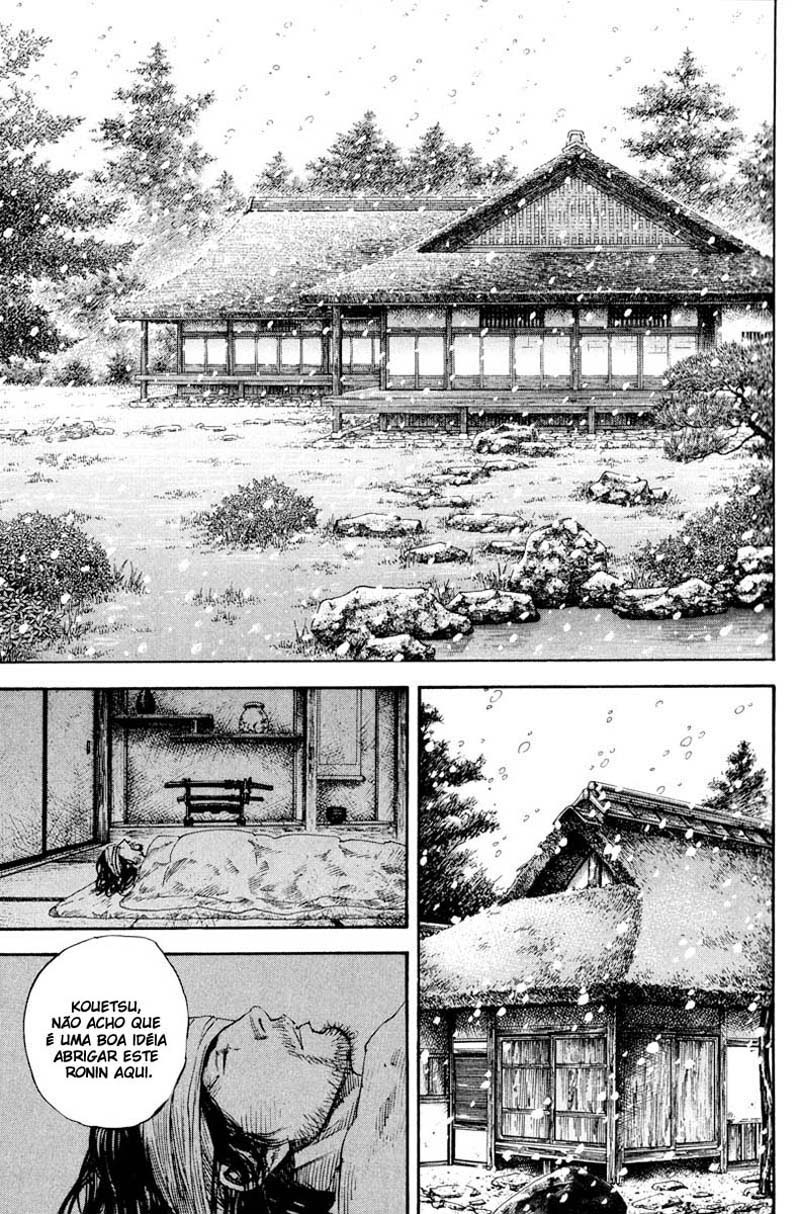 KOUETSU,
NÃO ACHO QUE
É UMA BOA IDÉIA
ABRIGAR ESTE
RONIN AQUI.